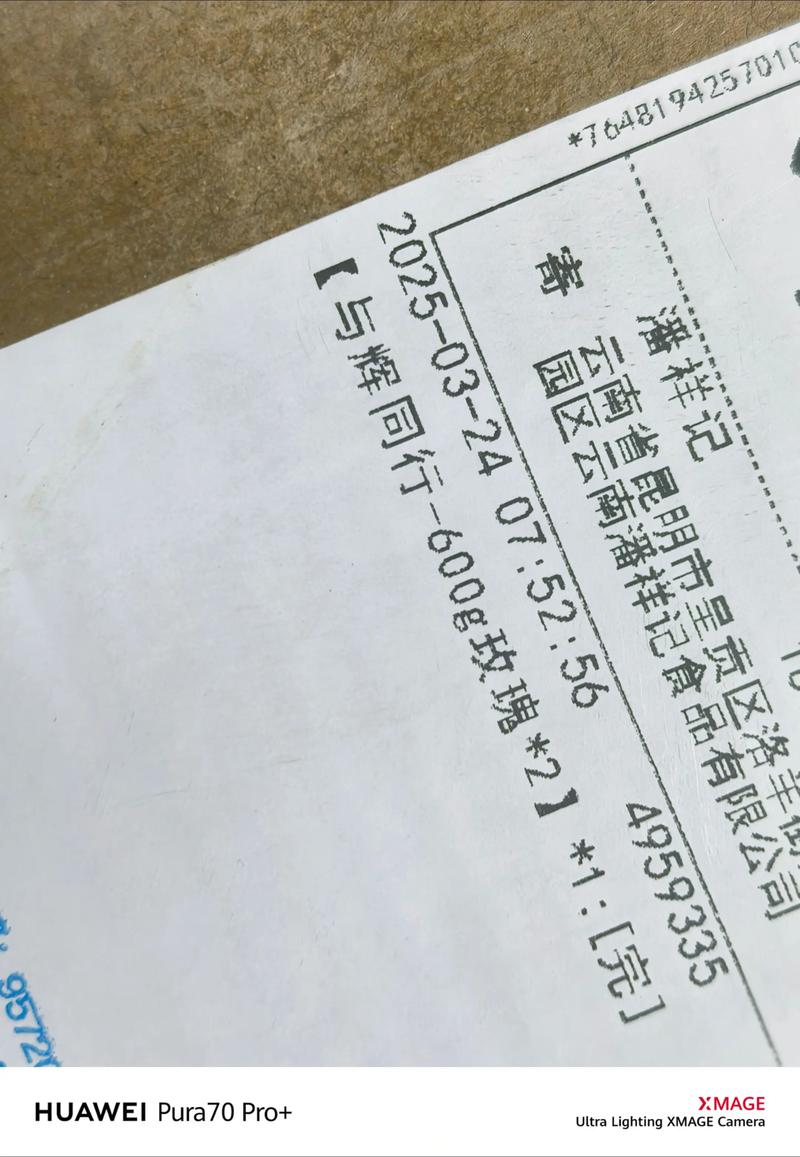 *7648194257010
寄 潘祥记
云南省昆明市呈贡区洛羊街
园区云南潘祥记食品有限公司
2025-03-24 07:52:56 4959335
【与辉同行-600g玫瑰*2】*1:[完]
9572
HUAWEI Pura70 Pro+
XMAGE
Ultra Lighting XMAGE Camera